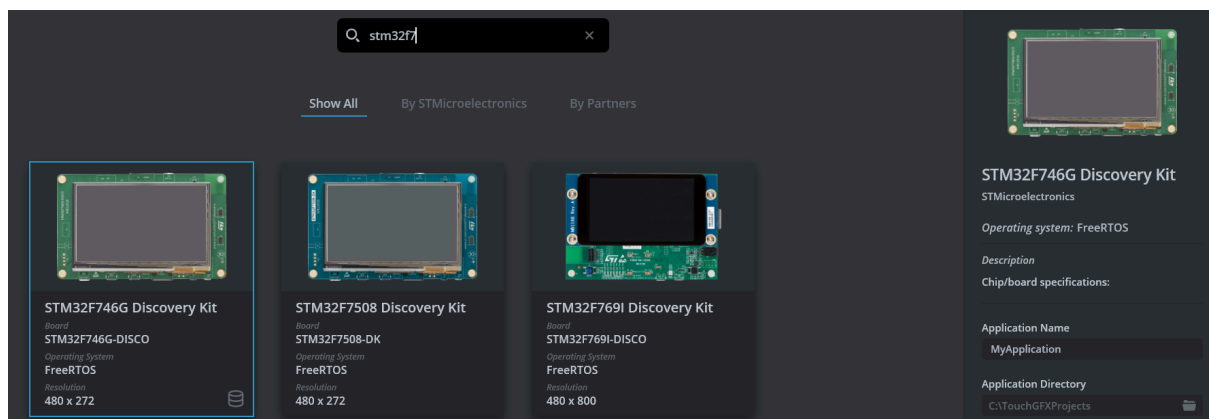 stm32f7
Show All
By STMicroelectronics
By Partners
STM32F746G Discovery Kit
Board
STM32F746G-DISCO
Operating System
FreeRTOS
Resolution
480 x 272
STM32F7508 Discovery Kit
Board
STM32F7508-DK
Operating System
FreeRTOS
Resolution
480 x 272
STM32F769I Discovery Kit
Board
STM32F769I-DISCO
Operating System
FreeRTOS
Resolution
480 x 800
STM32F746G Discovery Kit
STMicroelectronics
Operating system: FreeRTOS
Description
Chip/board specifications:
Application Name
MyApplication
Application Directory
C:\TouchGFXProjects